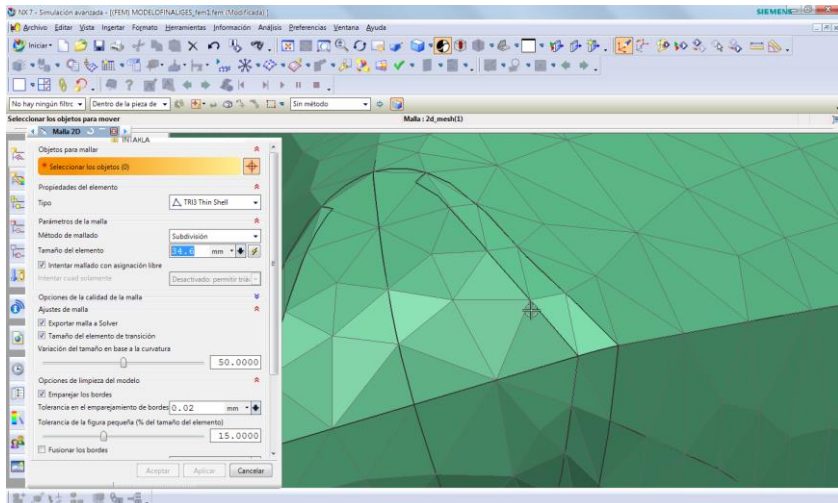 NX 7 - Simulación avanzada - [(FEM) MODELOFINALIGES_fem1.fem (Modificada) ]
SIEMENS
Archivo Editar Vista Insertar Formato Herramientas Información Análisis Preferencias Ventana Ayuda
Iniciar
No hay ningún filtrc Dentro de la pieza de Sin método
Seleccionar los objetos para mover Malla : 2d_mesh(1)
Malla 2D
Objetos para mallar
* Seleccionar los objetos (0)
Propiedades del elemento
Tipo TRI3 Thin Shell
Parámetros de la malla
Método de mallado Subdivisión
Tamaño del elemento 34.6 mm
Intentar mallado con asignación libre
Intentar cuad solamente Desactivado: permitir triác
Opciones de la calidad de la malla
Ajustes de malla
Exportar malla a Solver
Tamaño del elemento de transición
Variación del tamaño en base a la curvatura
50.0000
Opciones de limpieza del modelo
Emparejar los bordes
Tolerancia en el emparejamiento de bordes 0.02 mm
Tolerancia de la figura pequeña (% del tamaño del elemento)
15.0000
Fusionar los bordes
Aceptar Aplicar Cancelar